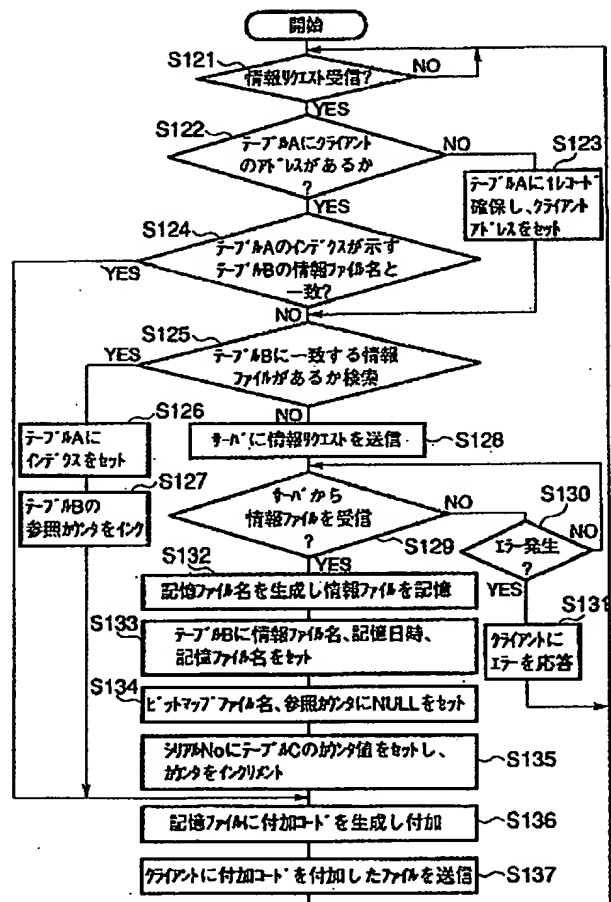 開始
S121
情報リクエスト受信?
NO
YES
S122
テーブルAにクライアント
のアドレスがあるか
?
NO
S123
テーブルAに1レコード
確保し、クライアント
アドレスをセット
YES
S124
テーブルAのインデックスが示す
テーブルBの情報ファイル名と
一致?
YES
NO
S125
YES
テーブルBに一致する情報
ファイルがあるか検索
NO
S126
テーブルAに
インデクスをセット
S128
サーバに情報リクエストを送信
S127
テーブルBの
参照カウンタをインク
サーバから
情報ファイルを受信
?
NO
S129
S130
エラー発生
?
NO
YES
YES
S131
クライアントに
エラーを応答
S132
記憶ファイル名を生成し情報ファイルを記憶
S133
テーブルBに情報ファイル名、記憶日時、
記憶ファイル名をセット
S134
ビットマップファイル名、参照カウンタにNULLをセット
シリアルNoにテーブルCのカウンタ値をセットし、
カウンタをインクリメント
S135
記憶ファイルに付加コードを生成し付加
S136
クライアントに付加コードを付加したファイルを送信
S137